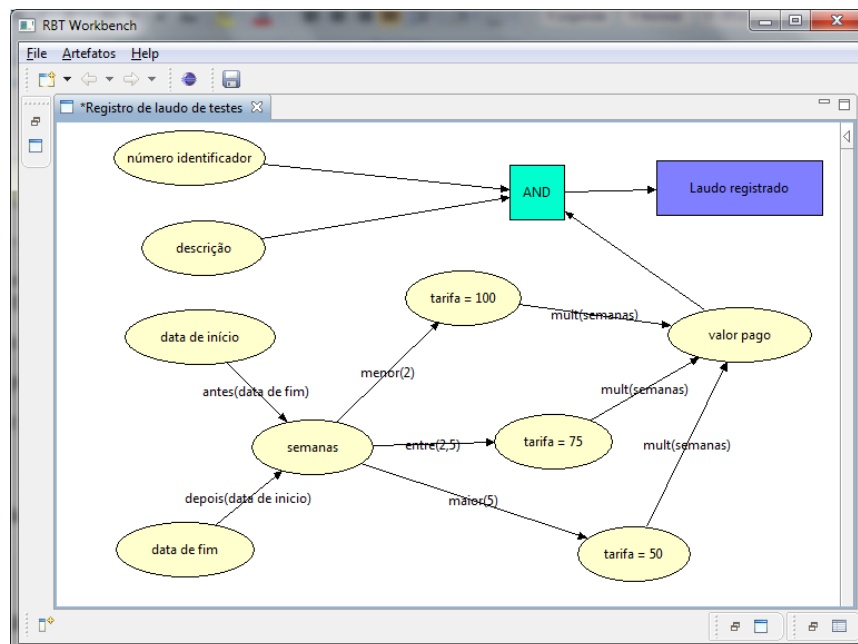 RBT Workbench
File Artefatos Help
*Registro de laudo de testes
número identificador
AND
Laudo registrado
descrição
tarifa = 100
mult(semanas)
data de início
valor pago
menor(2)
antes(data de fim)
mult(semanas)
semanas
entre(2,5)
tarifa = 75
mult(semanas)
depois(data de inicio)
maior(5)
data de fim
tarifa = 50